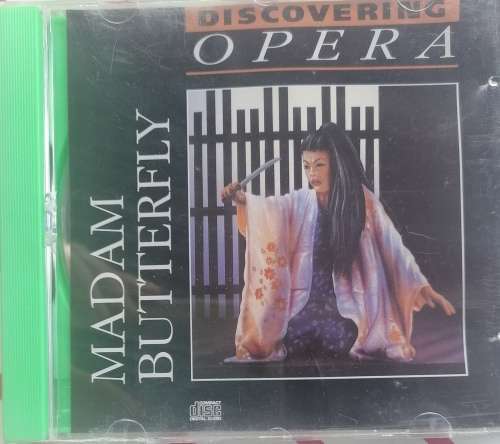 DISCOVERING
OPERA
MADAM
BUTTERFLY
COMPACT
disc
DIGITAL AUDIO